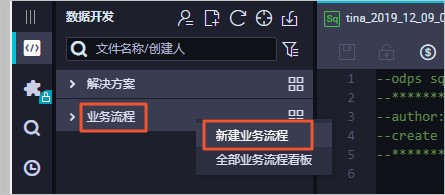 数据开发
文件名称/创建人
解决方案
业务流程
新建业务流程
全部业务流程看板
Sq tina_2019_12_09_0
1 --odps sq
2 --*******
3 --author:
4 --create
5 --*******
6